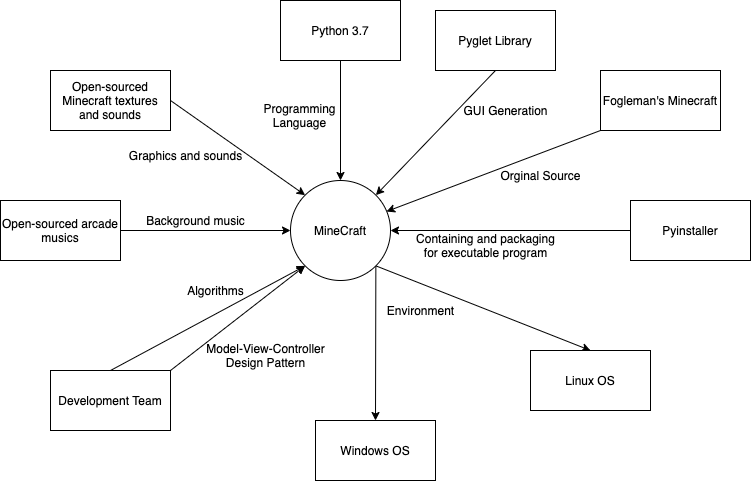 Python 3.7
Pyglet Library
Open-sourced
Minecraft textures
and sounds
Fogleman's Minecraft
Programming
Language
GUI Generation
Graphics and sounds
Orginal Source
Open-sourced arcade
musics
Background music
MineCraft
Containing and packaging
for executable program
Pyinstaller
Algorithms
Environment
Model-View-Controller
Design Pattern
Development Team
Linux OS
Windows OS